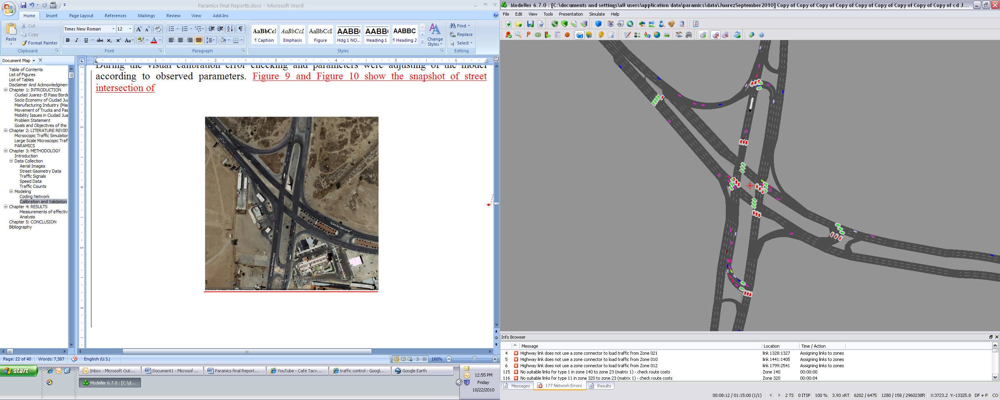 Paramics final Report6.docx - Microsoft Word
Home Insert Page Layout References Mailings Review View Add-Ins
Paste Cut Copy Format Painter Clipboard
Times New Roman 12 Font
Paragraph
AaBbCcI AaBbCcL AaBbCcI AABB( AABB( AABBC
¶ Caption Emphasis Figure Hdg 1 NO... Heading 1 ¶ Heading 2
Change Styles
Styles
Find Replace Select Editing
Document Map
Table of Contents
List of Figures
List of Tables
Disclaimer And Acknowledgmen
Chapter 1: INTRODUCTION
Ciudad Juarez- El Paso Borde
Socio Economy of Ciudad Jua
Manufacturing Industry (Mac
Movement of Trucks and Pas
Mobility Issues in Ciudad Jua
Problem Statement
Goals and Objectives of the
Chapter 2: LITERATURE REVIE
Micrsocopic Traffic Simulation
Large Scale Microscopic Traf
PARAMICS
Chapter 3: METHODOLOGY
Introduction
Data Collection
Aerial Images
Street Geometry Data
Traffic Signals
Speed Data
Traffic Counts
Modeling
Coding Network
Calibration and Validation
Chapter 4: RESULTS
Measurements of effectiv
Analysis
Chapter 5: CONCLUSION
Bibliography
During the visual calibration error checking and parameters were adjusting of the model
according to observed parameters. Figure 9 and Figure 10 show the snapshot of street
intersection of
Ejército Nacional
Antonio Bermúdez
© 2010 Google
Page: 22 of 40 Words: 7,387 English (U.S.) 160%
start
Inbox - Microsoft Out... Document1 - Microsof... Paramics final Report... YouTube - Café Tacv... traffic control - Googl... Google Earth
Modeller 6.7.0 : [C:\d...
12:55 PM
Friday
10/22/2010
Modeller 6.7.0 : [C:\documents and settings\all users\application data\paramics\data\JuarezSeptember2010] Copy of Copy of Copy of Copy of Copy of Copy of Copy of Copy of Copy of cd J...
File Edit View Tools Presentation Simulate Help
Info Browser
Message Location Time / Action
4 Highway link does not use a zone connector to load traffic from Zone 021 link 1328:1327 Assigning links to zones
5 Highway link does not use a zone connector to load traffic from Zone 010 link 1441:1405 Assigning links to zones
6 Highway link does not use a zone connector to load traffic from Zone 012 link 1799:2541 Assigning links to zones
115 No suitable links for type 1 in zone 140 to zone 23 (matrix 1) - check route costs Zone 140 00:00:00
116 No suitable links for type 11 in zone 320 to zone 23 (matrix 1) - check route costs Zone 320 00:00:04
Messages 177 Network Errors Results
00:08:12 / 01:15:00 (1/1) 2 TS 0 ITSP 100 % 3.93 xRT 6202 / 6475 1280 / 158 / 2960238ft X:3723.2 Y:-13325.8 DF + P CO